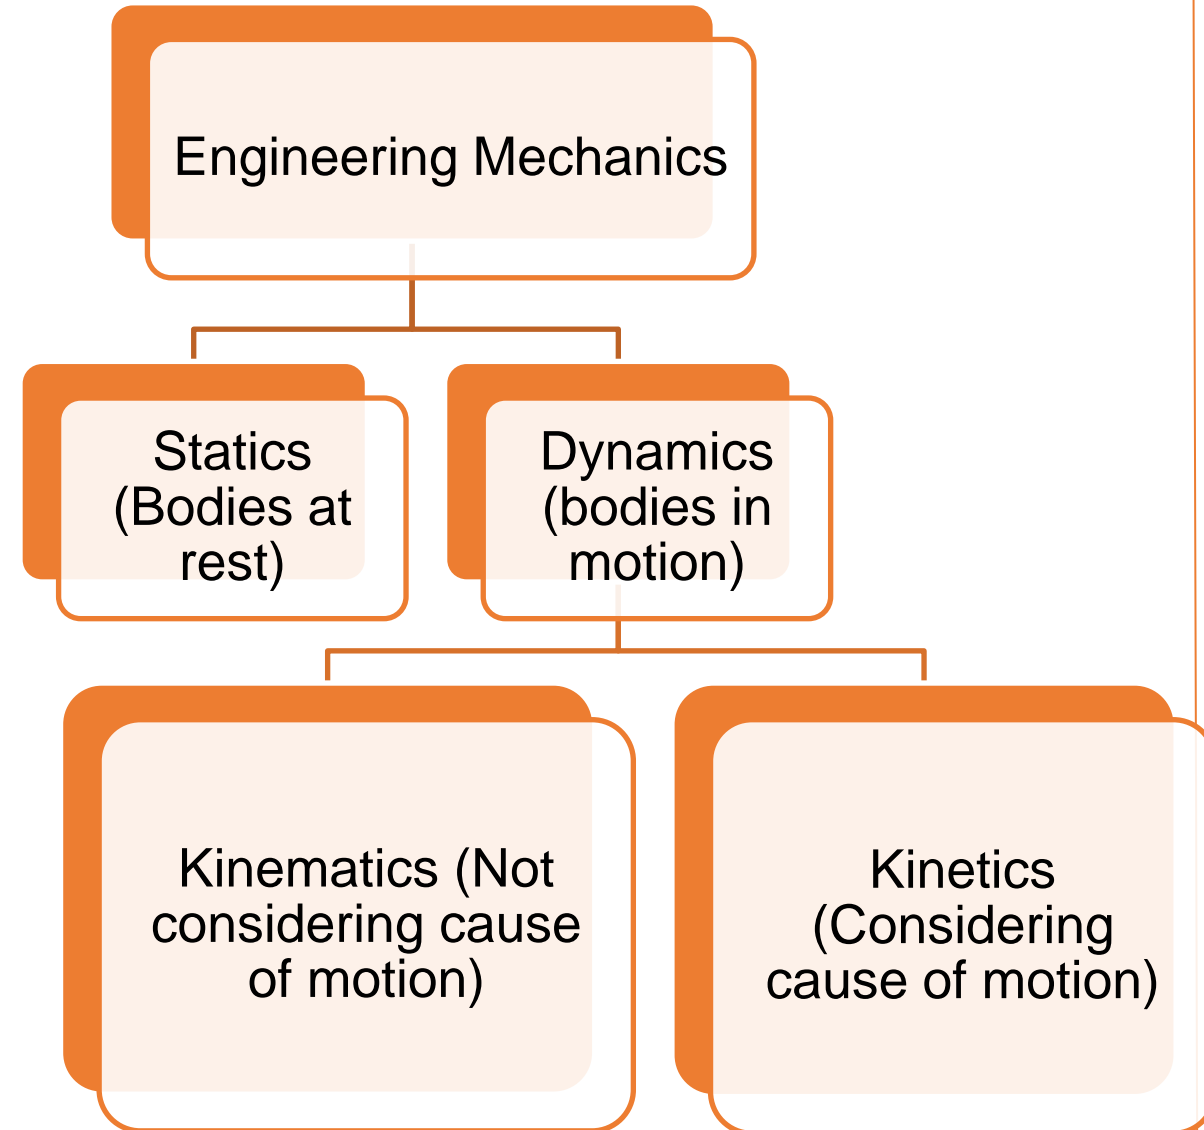 Engineering Mechanics
Statics
(Bodies at
rest)
Dynamics
(bodies in
motion)
Kinematics (Not
considering cause
of motion)
Kinetics
(Considering
cause of motion)